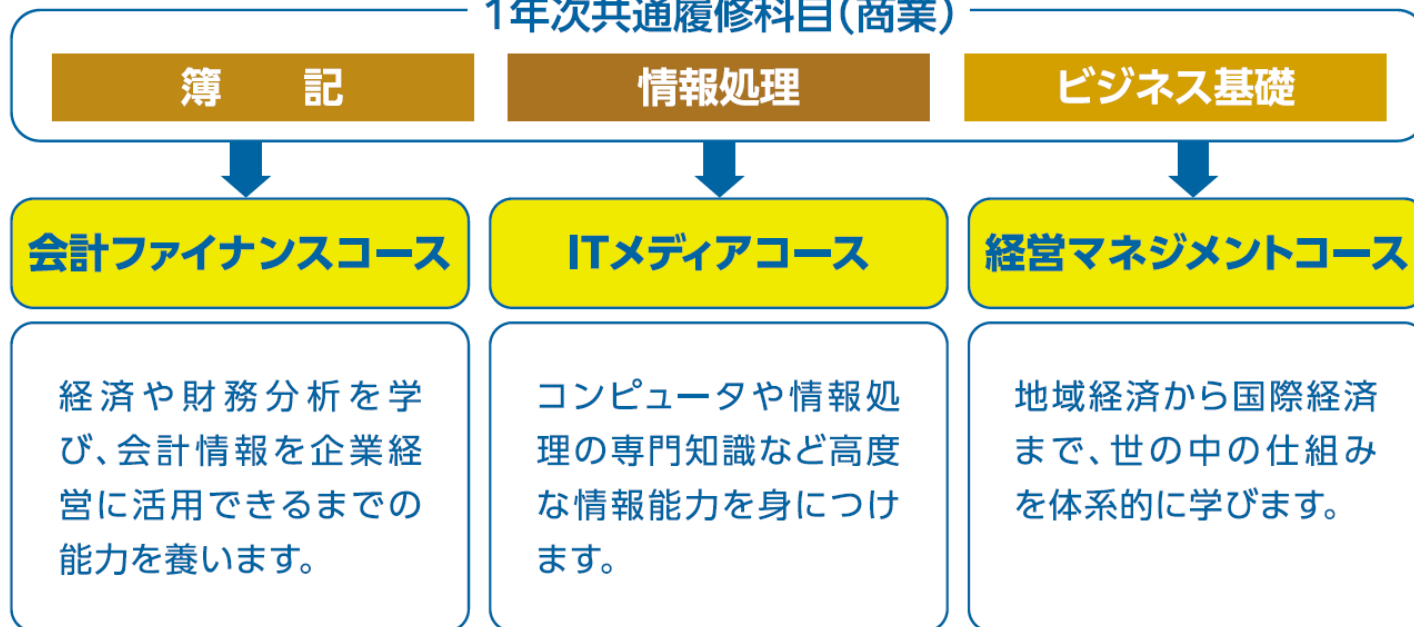 1年次共通履修科目(商業)
簿　記
情報処理
ビジネス基礎
会計ファイナンスコース
経済や財務分析を学
び、会計情報を企業経
営に活用できるまでの
能力を養います。
ITメディアコース
コンピュータや情報処
理の専門知識など高度
な情報能力を身につけ
ます。
経営マネジメントコース
地域経済から国際経済
まで、世の中の仕組み
を体系的に学びます。